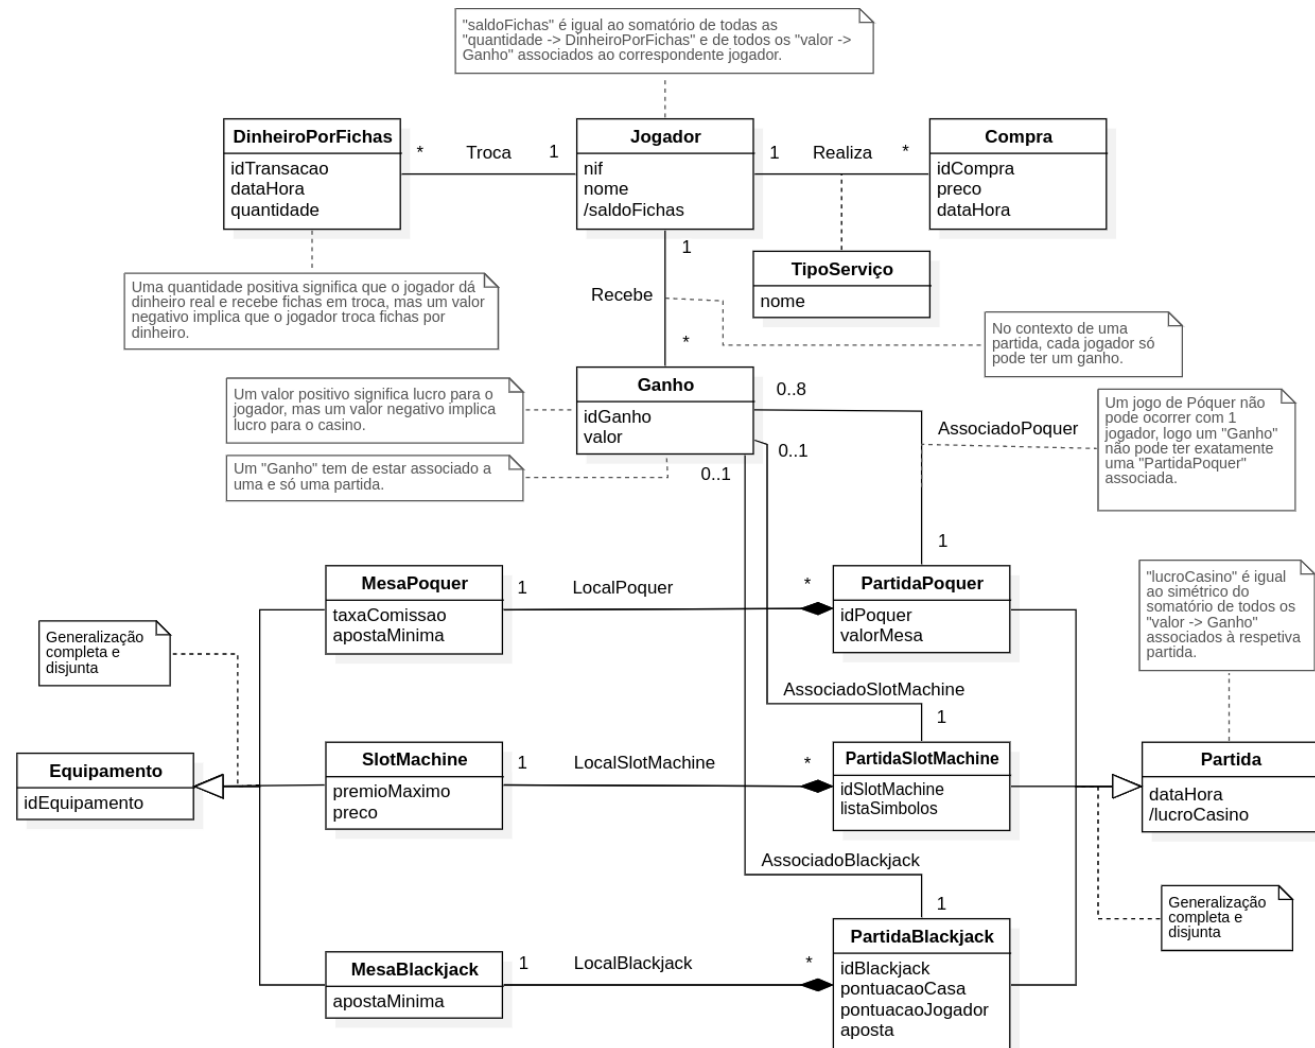 "saldoFichas" é igual ao somatório de todas as
"quantidade -> DinheiroPorFichas" e de todos os "valor ->
Ganho" associados ao correspondente jogador.
DinheiroPorFichas
idTransacao
dataHora
quantidade
*
Troca
1
Jogador
nif
nome
/saldoFichas
1
Realiza
*
Compra
idCompra
preco
dataHora
TipoServiço
nome
Uma quantidade positiva significa que o jogador dá
dinheiro real e recebe fichas em troca, mas um valor
negativo implica que o jogador troca fichas por
dinheiro.
1
Recebe
*
No contexto de uma
partida, cada jogador só
pode ter um ganho.
Um valor positivo significa lucro para o
jogador, mas um valor negativo implica
lucro para o casino.
Um "Ganho" tem de estar associado a
uma e só uma partida.
Ganho
idGanho
valor
0..8
0..1
0..1
AssociadoPoquer
1
Um jogo de Póquer não
pode ocorrer com 1
jogador, logo um "Ganho"
não pode ter exatamente
uma "PartidaPoquer"
associada.
MesaPoquer
taxaComissao
apostaMinima
1
LocalPoquer
*
PartidaPoquer
idPoquer
valorMesa
"lucroCasino" é igual
ao simétrico do
somatório de todos os
"valor -> Ganho"
associados à respetiva
partida.
Generalização
completa e
disjunta
AssociadoSlotMachine
1
Equipamento
idEquipamento
SlotMachine
premioMaximo
preco
1
LocalSlotMachine
*
PartidaSlotMachine
idSlotMachine
listaSimbolos
Partida
dataHora
/lucroCasino
AssociadoBlackjack
1
Generalização
completa e
disjunta
MesaBlackjack
apostaMinima
1
LocalBlackjack
*
PartidaBlackjack
idBlackjack
pontuacaoCasa
pontuacaoJogador
aposta